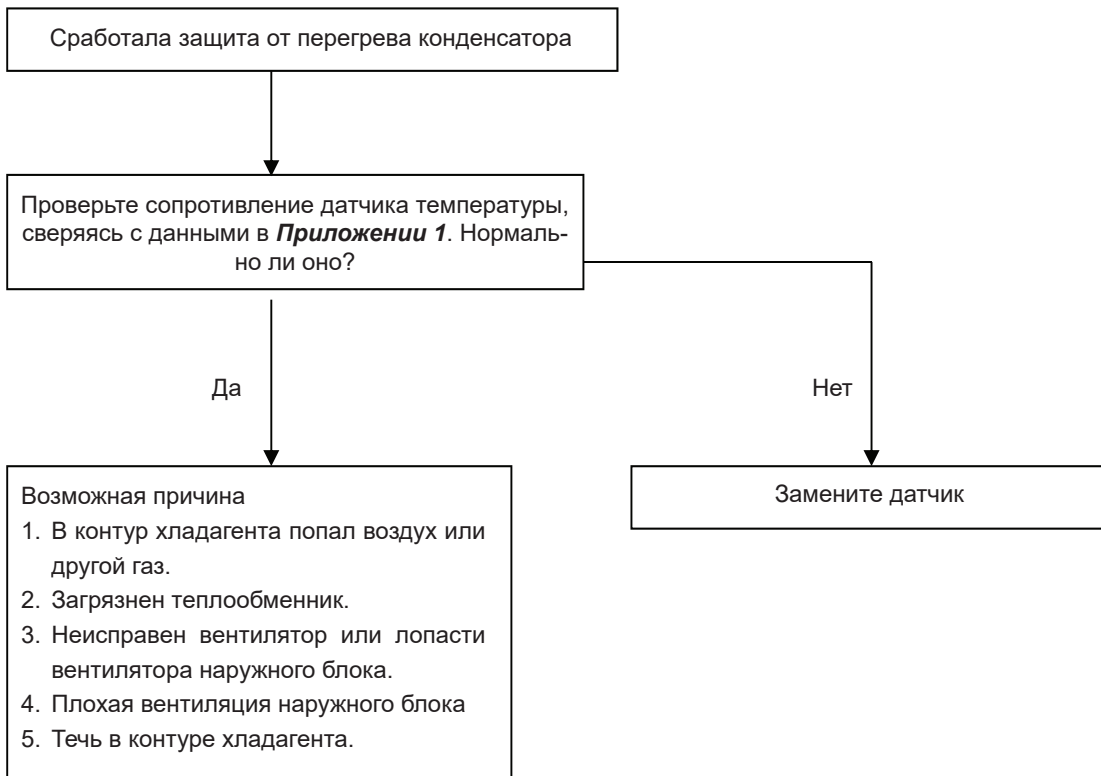 Сработала защита от перегрева конденсатора
Проверьте сопротивление датчика температуры,
сверяясь с данными в Приложении 1. Нормаль-
но ли оно?
Да
Нет
Возможная причина
1. В контур хладагента попал воздух или
другой газ.
2. Загрязнен теплообменник.
3. Неисправен вентилятор или лопасти
вентилятора наружного блока.
4. Плохая вентиляция наружного блока
5. Течь в контуре хладагента.
Замените датчик